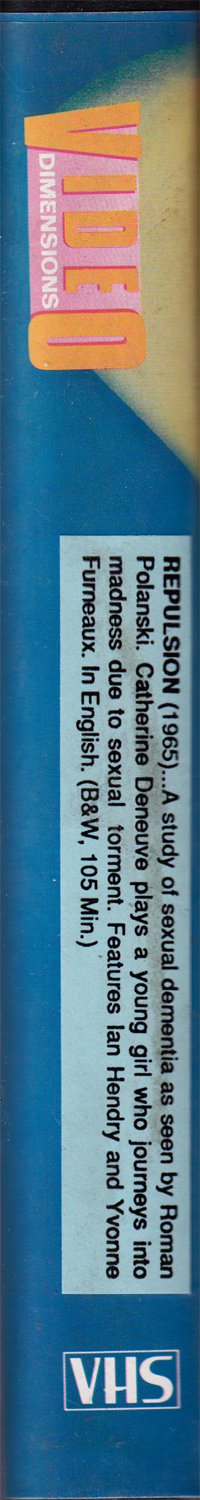 VIDEO
DIMENSIONS
REPULSION (1965)...A study of sexual dementia as seen by Roman
Polanski. Catherine Deneuve plays a young girl who journeys into
madness due to sexual torment. Features Ian Hendry and Yvonne
Furneaux. In English. (B&W, 105 Min.)
VHS